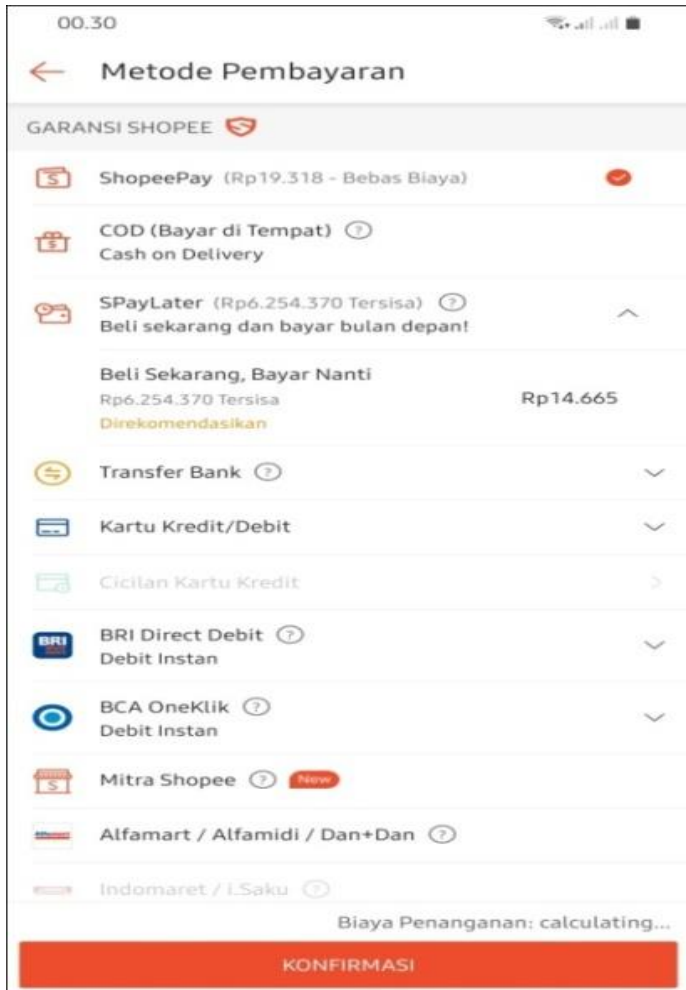 00.30
Metode Pembayaran
GARANSI SHOPEE
ShopeePay (Rp19.318 - Bebas Biaya)
COD (Bayar di Tempat) ?
Cash on Delivery
SPayLater (Rp6.254.370 Tersisa) ?
Beli sekarang dan bayar bulan depan!
Beli Sekarang, Bayar Nanti
Rp6.254.370 Tersisa
Rp14.665
Direkomendasikan
Transfer Bank ?
Kartu Kredit/Debit
Cicilan Kartu Kredit
BRI BRI Direct Debit ?
Debit Instan
BCA OneKlik ?
Debit Instan
Mitra Shopee ? New
Alfamart / Alfamidi / Dan+Dan ?
Indomaret / i.Saku ?
Biaya Penanganan: calculating...
KONFIRMASI